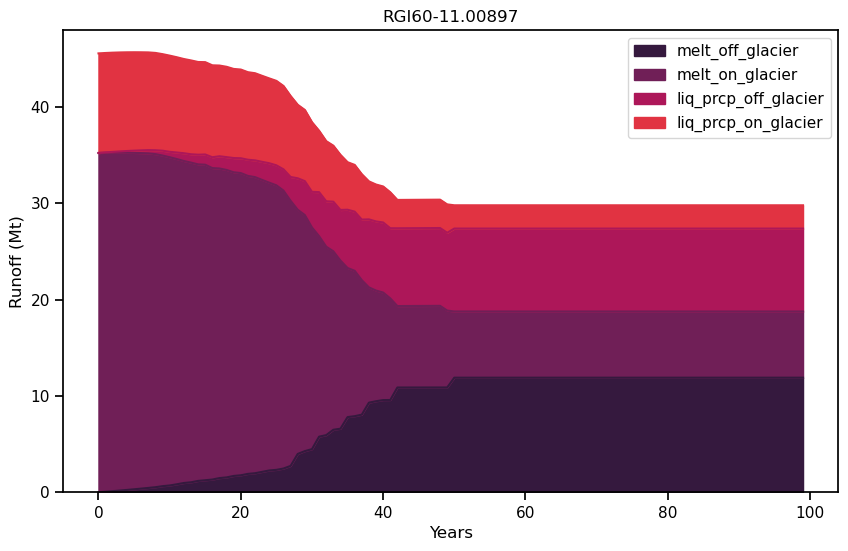 RGI60-11.00897
melt_off_glacier
melt_on_glacier
liq_prcp_off_glacier
liq_prcp_on_glacier
Runoff (Mt)
40
30
20
10
0
0 20 40 60 80 100
Years